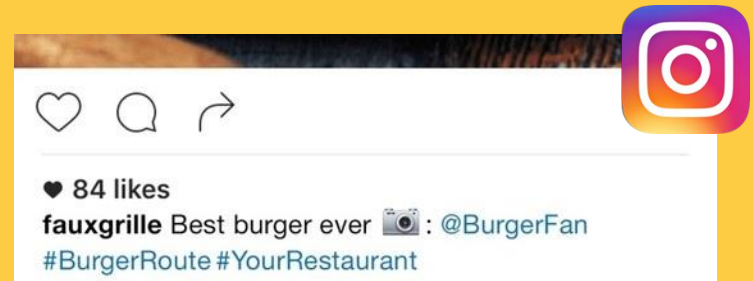 84 likes
fauxgrille Best burger ever 📷 : @BurgerFan
#BurgerRoute #YourRestaurant